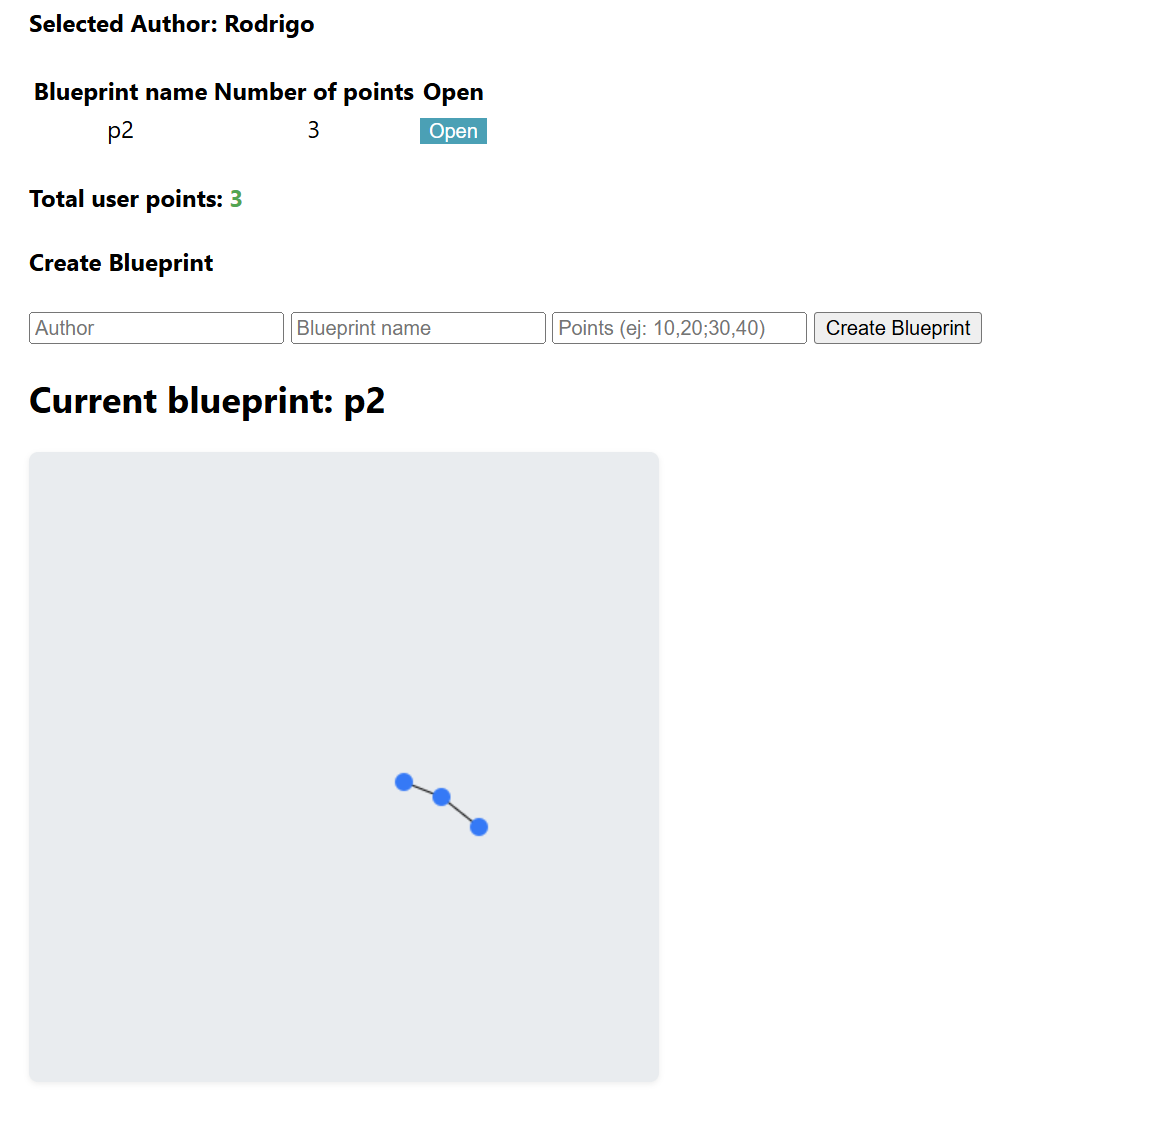 Selected Author: Rodrigo
Blueprint name Number of points Open
p2 3 Open
Total user points: 3
Create Blueprint
Author Blueprint name Points (ej: 10,20;30,40) Create Blueprint
Current blueprint: p2